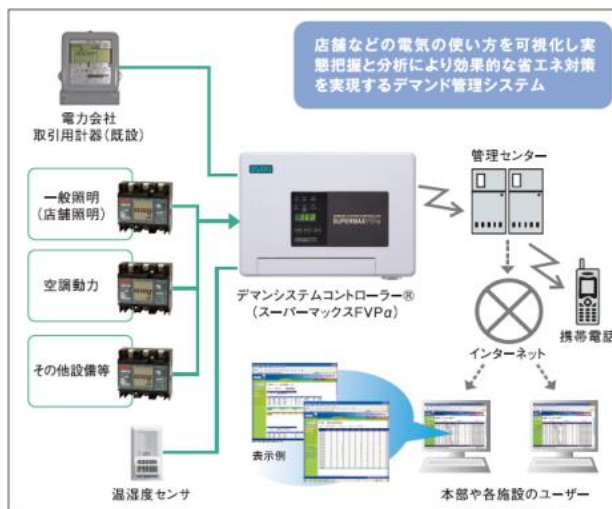 店舗などの電気の使い方を可視化し実
態把握と分析により効果的な省エネ対策
を実現するデマンド管理システム
電力会社
取引用計器（既設）
一般照明
（店舗照明）
空調動力
その他設備等
温湿度センサ
SUPERMAX
デマンシステムコントローラー®
（スーパーマックスFVPα）
管理センター
携帯電話
インターネット
表示例
本部や各施設のユーザー